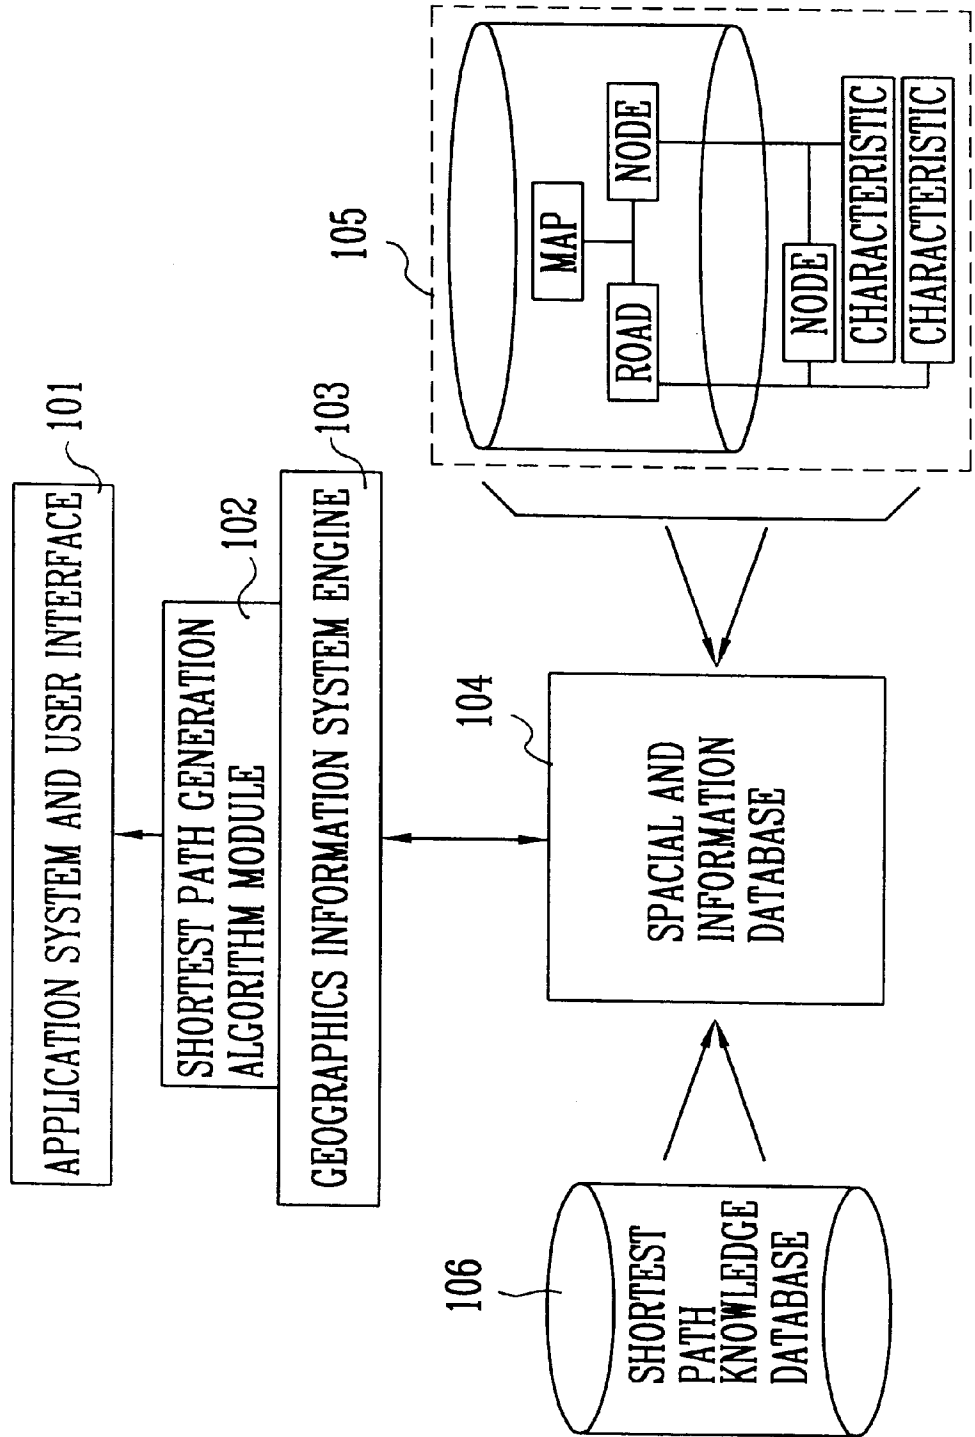 APPLICATION SYSTEM AND USER INTERFACE
101
SHORTEST PATH GENERATION
ALGORITHM MODULE
102
GEOGRAPHICS INFORMATION SYSTEM ENGINE
103
106
SHORTEST
PATH
KNOWLEDGE
DATABASE
104
SPACIAL AND
INFORMATION
DATABASE
105
MAP
ROAD
NODE
NODE
CHARACTERISTIC
CHARACTERISTIC